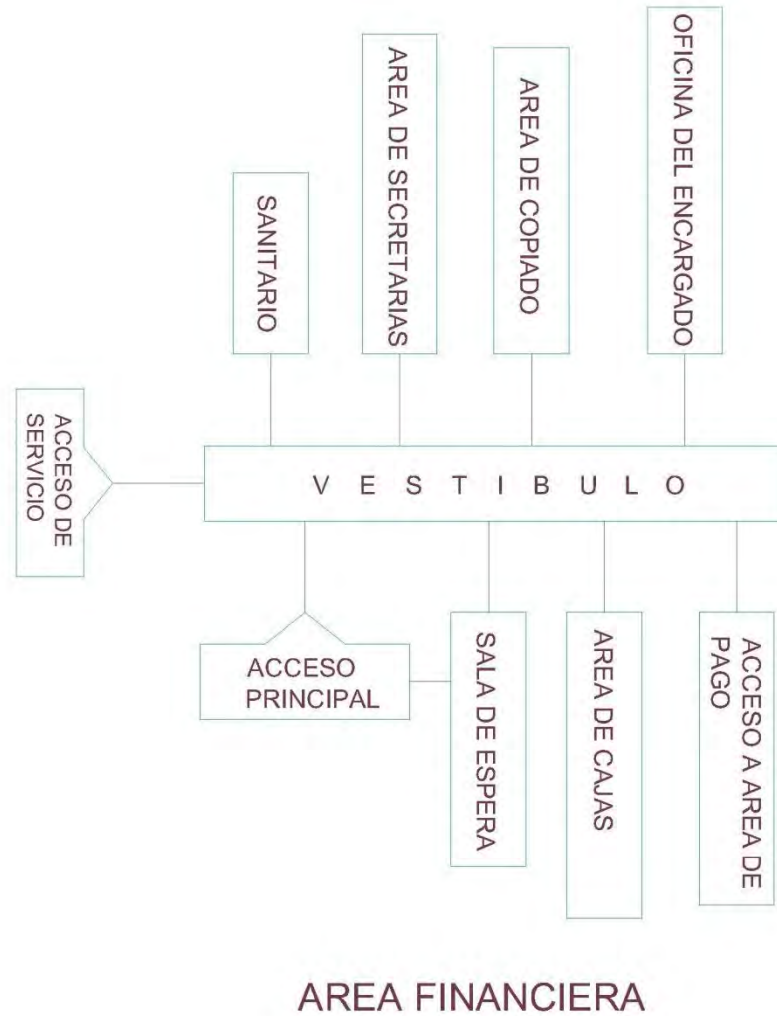 SANITARIO
AREA DE SECRETARIAS
AREA DE COPIADO
OFICINA DEL ENCARGADO
ACCESO DE
SERVICIO
V E S T I B U L O
ACCESO
PRINCIPAL
SALA DE ESPERA
AREA DE CAJAS
ACCESO A AREA DE
PAGO
AREA FINANCIERA